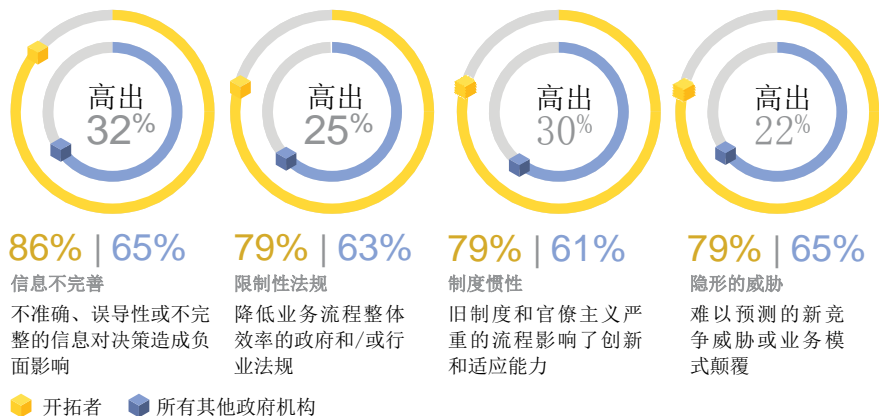 高出
32%
86% | 65%
信息不完善
不准确、误导性或不完
整的信息对决策造成负
面影响
高出
25%
79% | 63%
限制性法规
降低业务流程整体
效率的政府和/或行
业法规
高出
30%
79% | 61%
制度惯性
旧制度和官僚主义严
重的流程影响了创新
和适应能力
高出
22%
79% | 65%
隐形的威胁
难以预测的新竞
争威胁或业务模
式颠覆
开拓者
所有其他政府机构